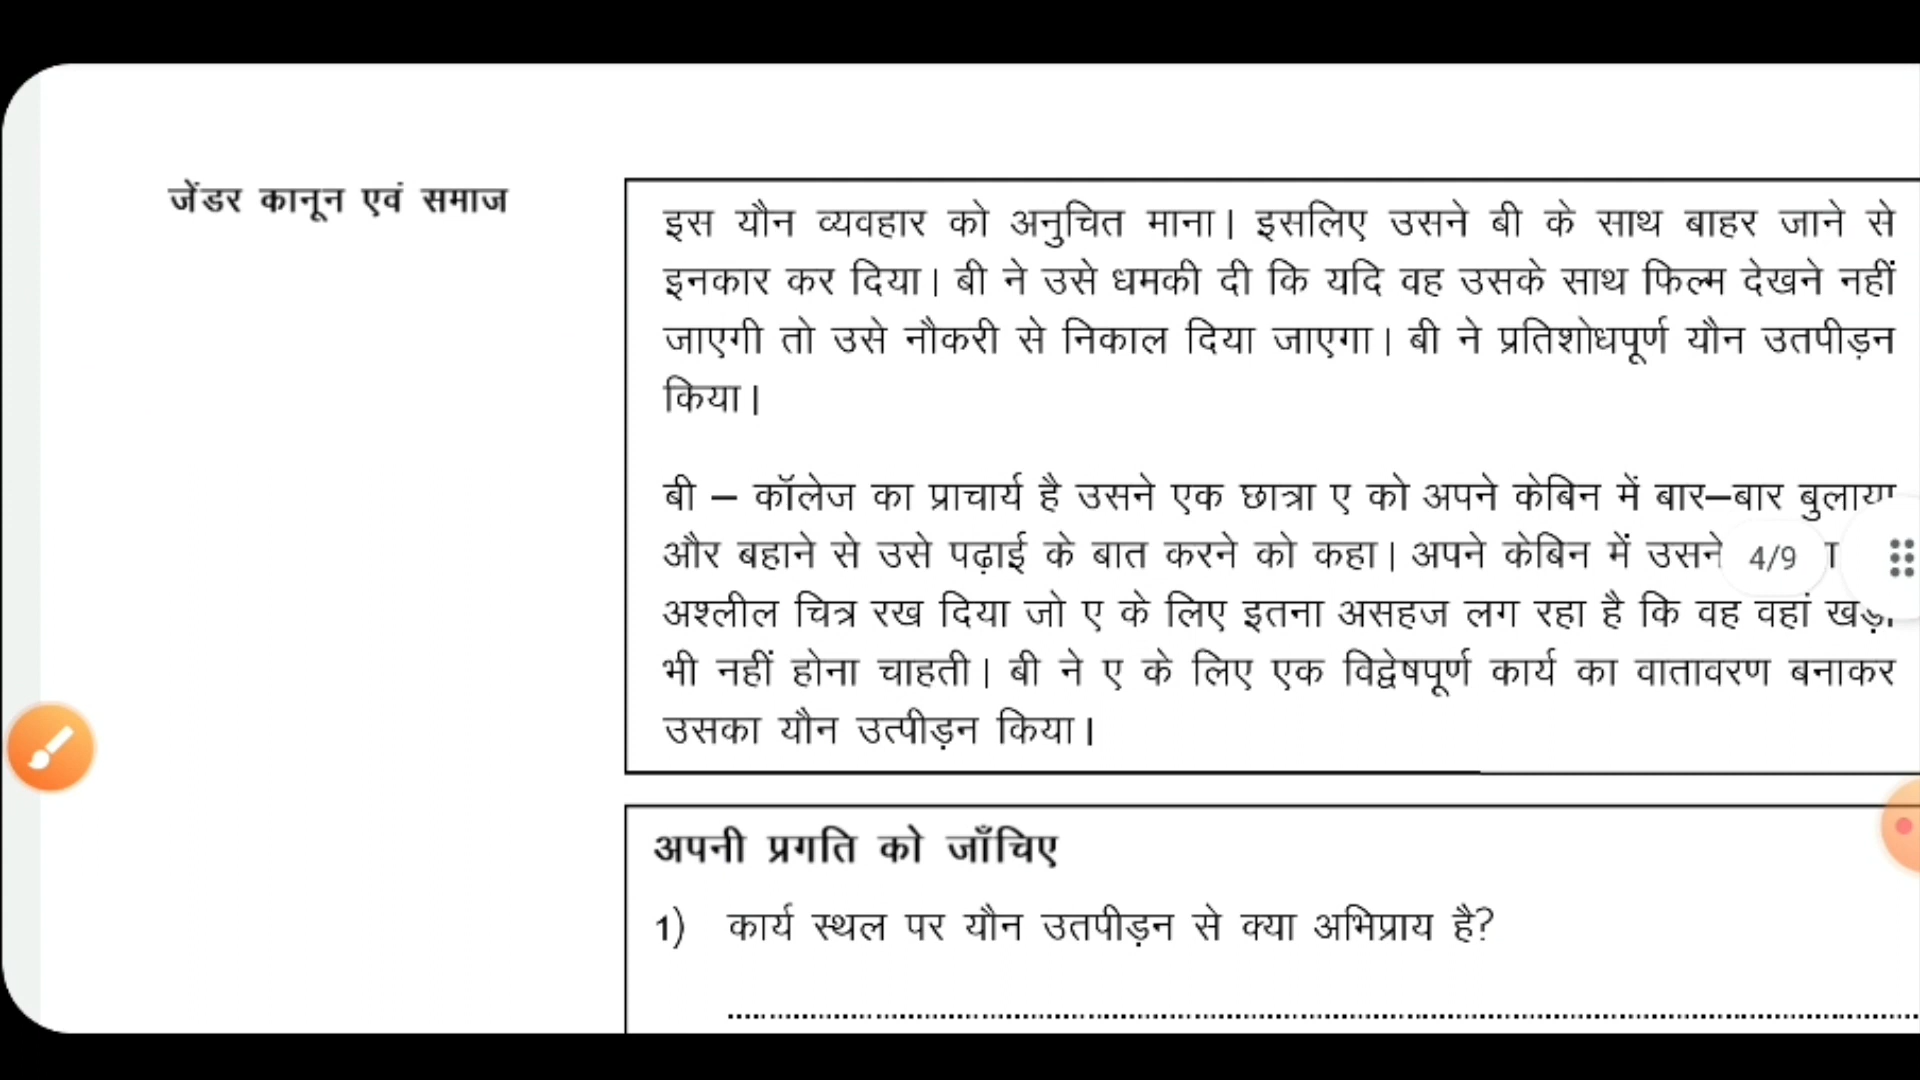 जेंडर कानून एवं समाज
इस यौन व्यवहार को अनुचित माना। इसलिए उसने बी के साथ बाहर जाने से
इनकार कर दिया। बी ने उसे धमकी दी कि यदि वह उसके साथ फिल्म देखने नहीं
जाएगी तो उसे नौकरी से निकाल दिया जाएगा। बी ने प्रतिशोधपूर्ण यौन उतपीड़न
किया।
बी – कॉलेज का प्राचार्य है उसने एक छात्रा ए को अपने केबिन में बार–बार बुलाया
और बहाने से उसे पढ़ाई के बात करने को कहा। अपने केबिन में उसने
4/9
अश्लील चित्र रख दिया जो ए के लिए इतना असहज लग रहा है कि वह वहां
भी नहीं होना चाहती। बी ने ए के लिए एक विद्वेषपूर्ण कार्य का वातावरण बनाकर
उसका यौन उत्पीड़न किया।
अपनी प्रगति को जाँचिए
1) कार्य स्थल पर यौन उतपीड़न से क्या अभिप्राय है?